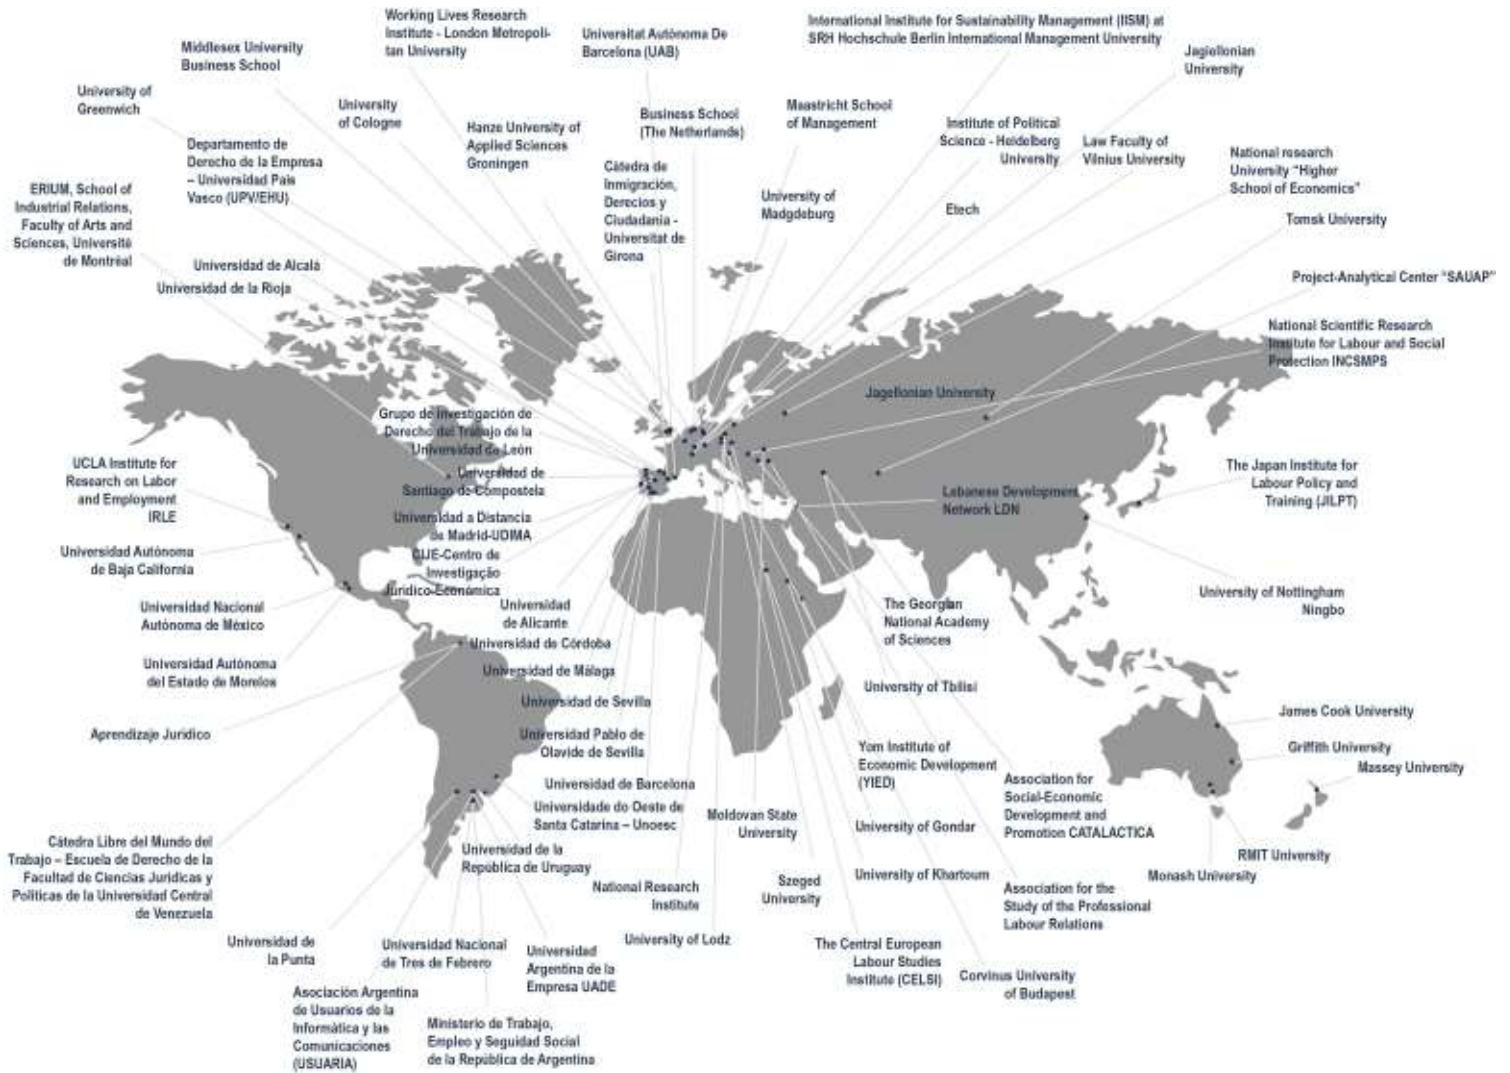 Working Lives Research
Institute - London Metropoli-
tan University
Middlesex University
Business School
Universitat Autònoma De
Barcelona (UAB)
International Institute for Sustainability Management (IISM) at
SRH Hochschule Berlin International Management University
Jagiellonian
University
University of
Greenwich
University
of Cologne
Hanze University of
Applied Sciences
Groningen
Business School
(The Netherlands)
Maastricht School
of Management
Institute of Political
Science - Heidelberg
University
Law Faculty of
Vilnius University
National research
University “Higher
School of Economics”
Departamento de
Derecho de la Empresa
– Universidad Pais
Vasco (UPV/EHU)
Cátedra de
Inmigración,
Derecios y
Ciudadania -
Universitat de
Girona
University of
Madgdeburg
Etech
Tomsk University
ERIUM, School of
Industrial Relations,
Faculty of Arts and
Sciences, Université
de Montréal
Universidad de Alcalá
Universidad de la Rioja
Project-Analytical Center “SAUAP”
National Scientific Research
Institute for Labour and Social
Protection INCSMPS
Jagellonian University
Grupo de investigación de
Derecho del Trabajo de la
Universidad de León
UCLA Institute for
Research on Labor
and Employment
IRLE
Universidad de
Santiago de Compostela
Lebanese Development
Network LDN
The Japan Institute for
Labour Policy and
Training (JILPT)
Universidad a Distancia
de Madrid-UDIMA
Universidad Autónoma
de Baja California
CIJE-Centro de
Investigação
Jurídico-Económica
Universidad Nacional
Autónoma de México
Universidad
de Alicante
The Georgian
National Academy
of Sciences
University of Nottingham
Ningbo
Universidad de Córdoba
Universidad Autónoma
del Estado de Morelos
Universidad de Málaga
University of Tbilisi
Universidad de Sevilla
James Cook University
Aprendizaje Jurídico
Universidad Pablo de
Olavide de Sevilla
Griffith University
Yom Institute of
Economic Development
(YIED)
Massey University
Universidad de Barcelona
Association for
Social-Economic
Development and
Promotion CATALACTICA
Universidade do Oeste de
Santa Catarina – Unoesc
Moldovan State
University
University of Gondar
Cátedra Libre del Mundo del
Trabajo – Escuela de Derecho de la
Facultad de Ciencias Jurídicas y
Políticas de la Universidad Central
de Venezuela
Universidad de la
República de Uruguay
RMIT University
Monash University
National Research
Institute
Szeged
University
University of Khartoum
Association for the
Study of the Professional
Labour Relations
Universidad de
la Punta
Universidad Nacional
de Tres de Febrero
Universidad
Argentina de la
Empresa UADE
University of Lodz
The Central European
Labour Studies
Institute (CELSI)
Corvinus University
of Budapest
Asociación Argentina
de Usuarios de la
Informática y las
Comunicaciones
(USUARIA)
Ministerio de Trabajo,
Empleo y Seguidad Social
de la República de Argentina